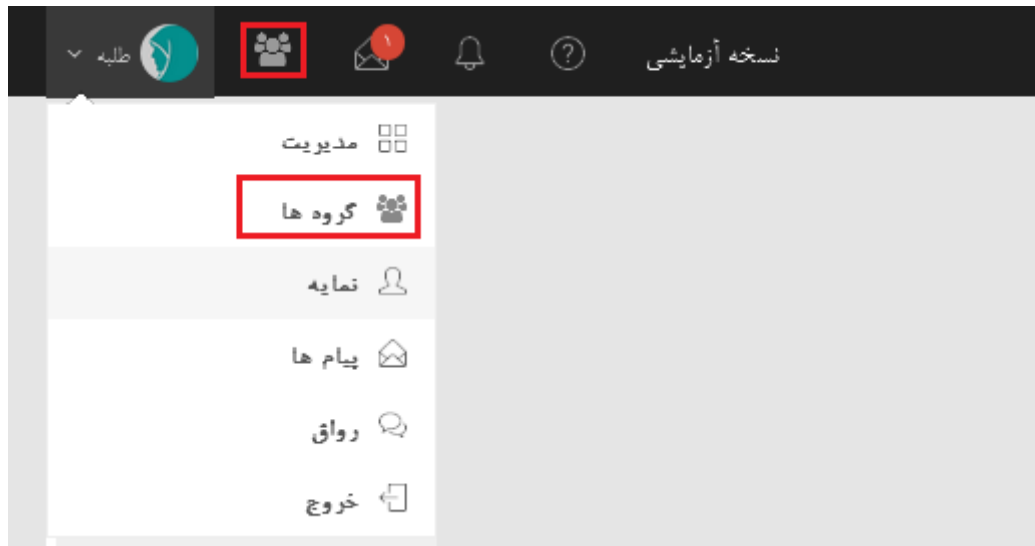 نسخه آزمایشی ? ۱ طلبه
مدیریت
گروه ها
نمایه
پیام ها
رواق
خروج